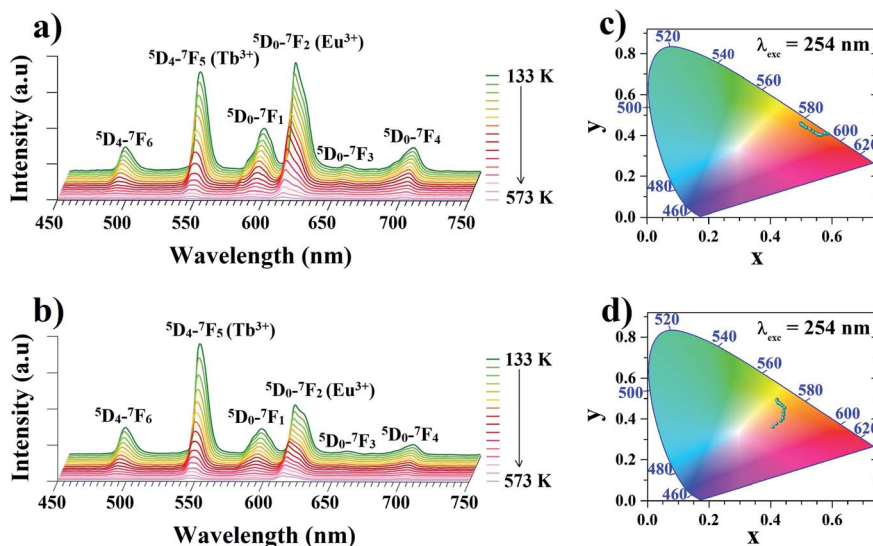 a)
Intensity (a.u)
⁵D₄-⁷F₆
⁵D₄-⁷F₅ (Tb³⁺)
⁵D₀-⁷F₂ (Eu³⁺)
⁵D₀-⁷F₁
⁵D₀-⁷F₃
⁵D₀-⁷F₄
133 K
573 K
450 500 550 600 650 700 750
Wavelength (nm)
c)
λexc = 254 nm
y
0.8
0.6
0.4
0.2
0.0
520
540
560
580
600
620
500
480
460
0.0 0.2 0.4 0.6
x
b)
Intensity (a.u)
⁵D₄-⁷F₆
⁵D₄-⁷F₅ (Tb³⁺)
⁵D₀-⁷F₂ (Eu³⁺)
⁵D₀-⁷F₁
⁵D₀-⁷F₃
⁵D₀-⁷F₄
133 K
573 K
450 500 550 600 650 700 750
Wavelength (nm)
d)
λexc = 254 nm
y
0.8
0.6
0.4
0.2
0.0
520
540
560
580
600
620
500
480
460
0.0 0.2 0.4 0.6
x